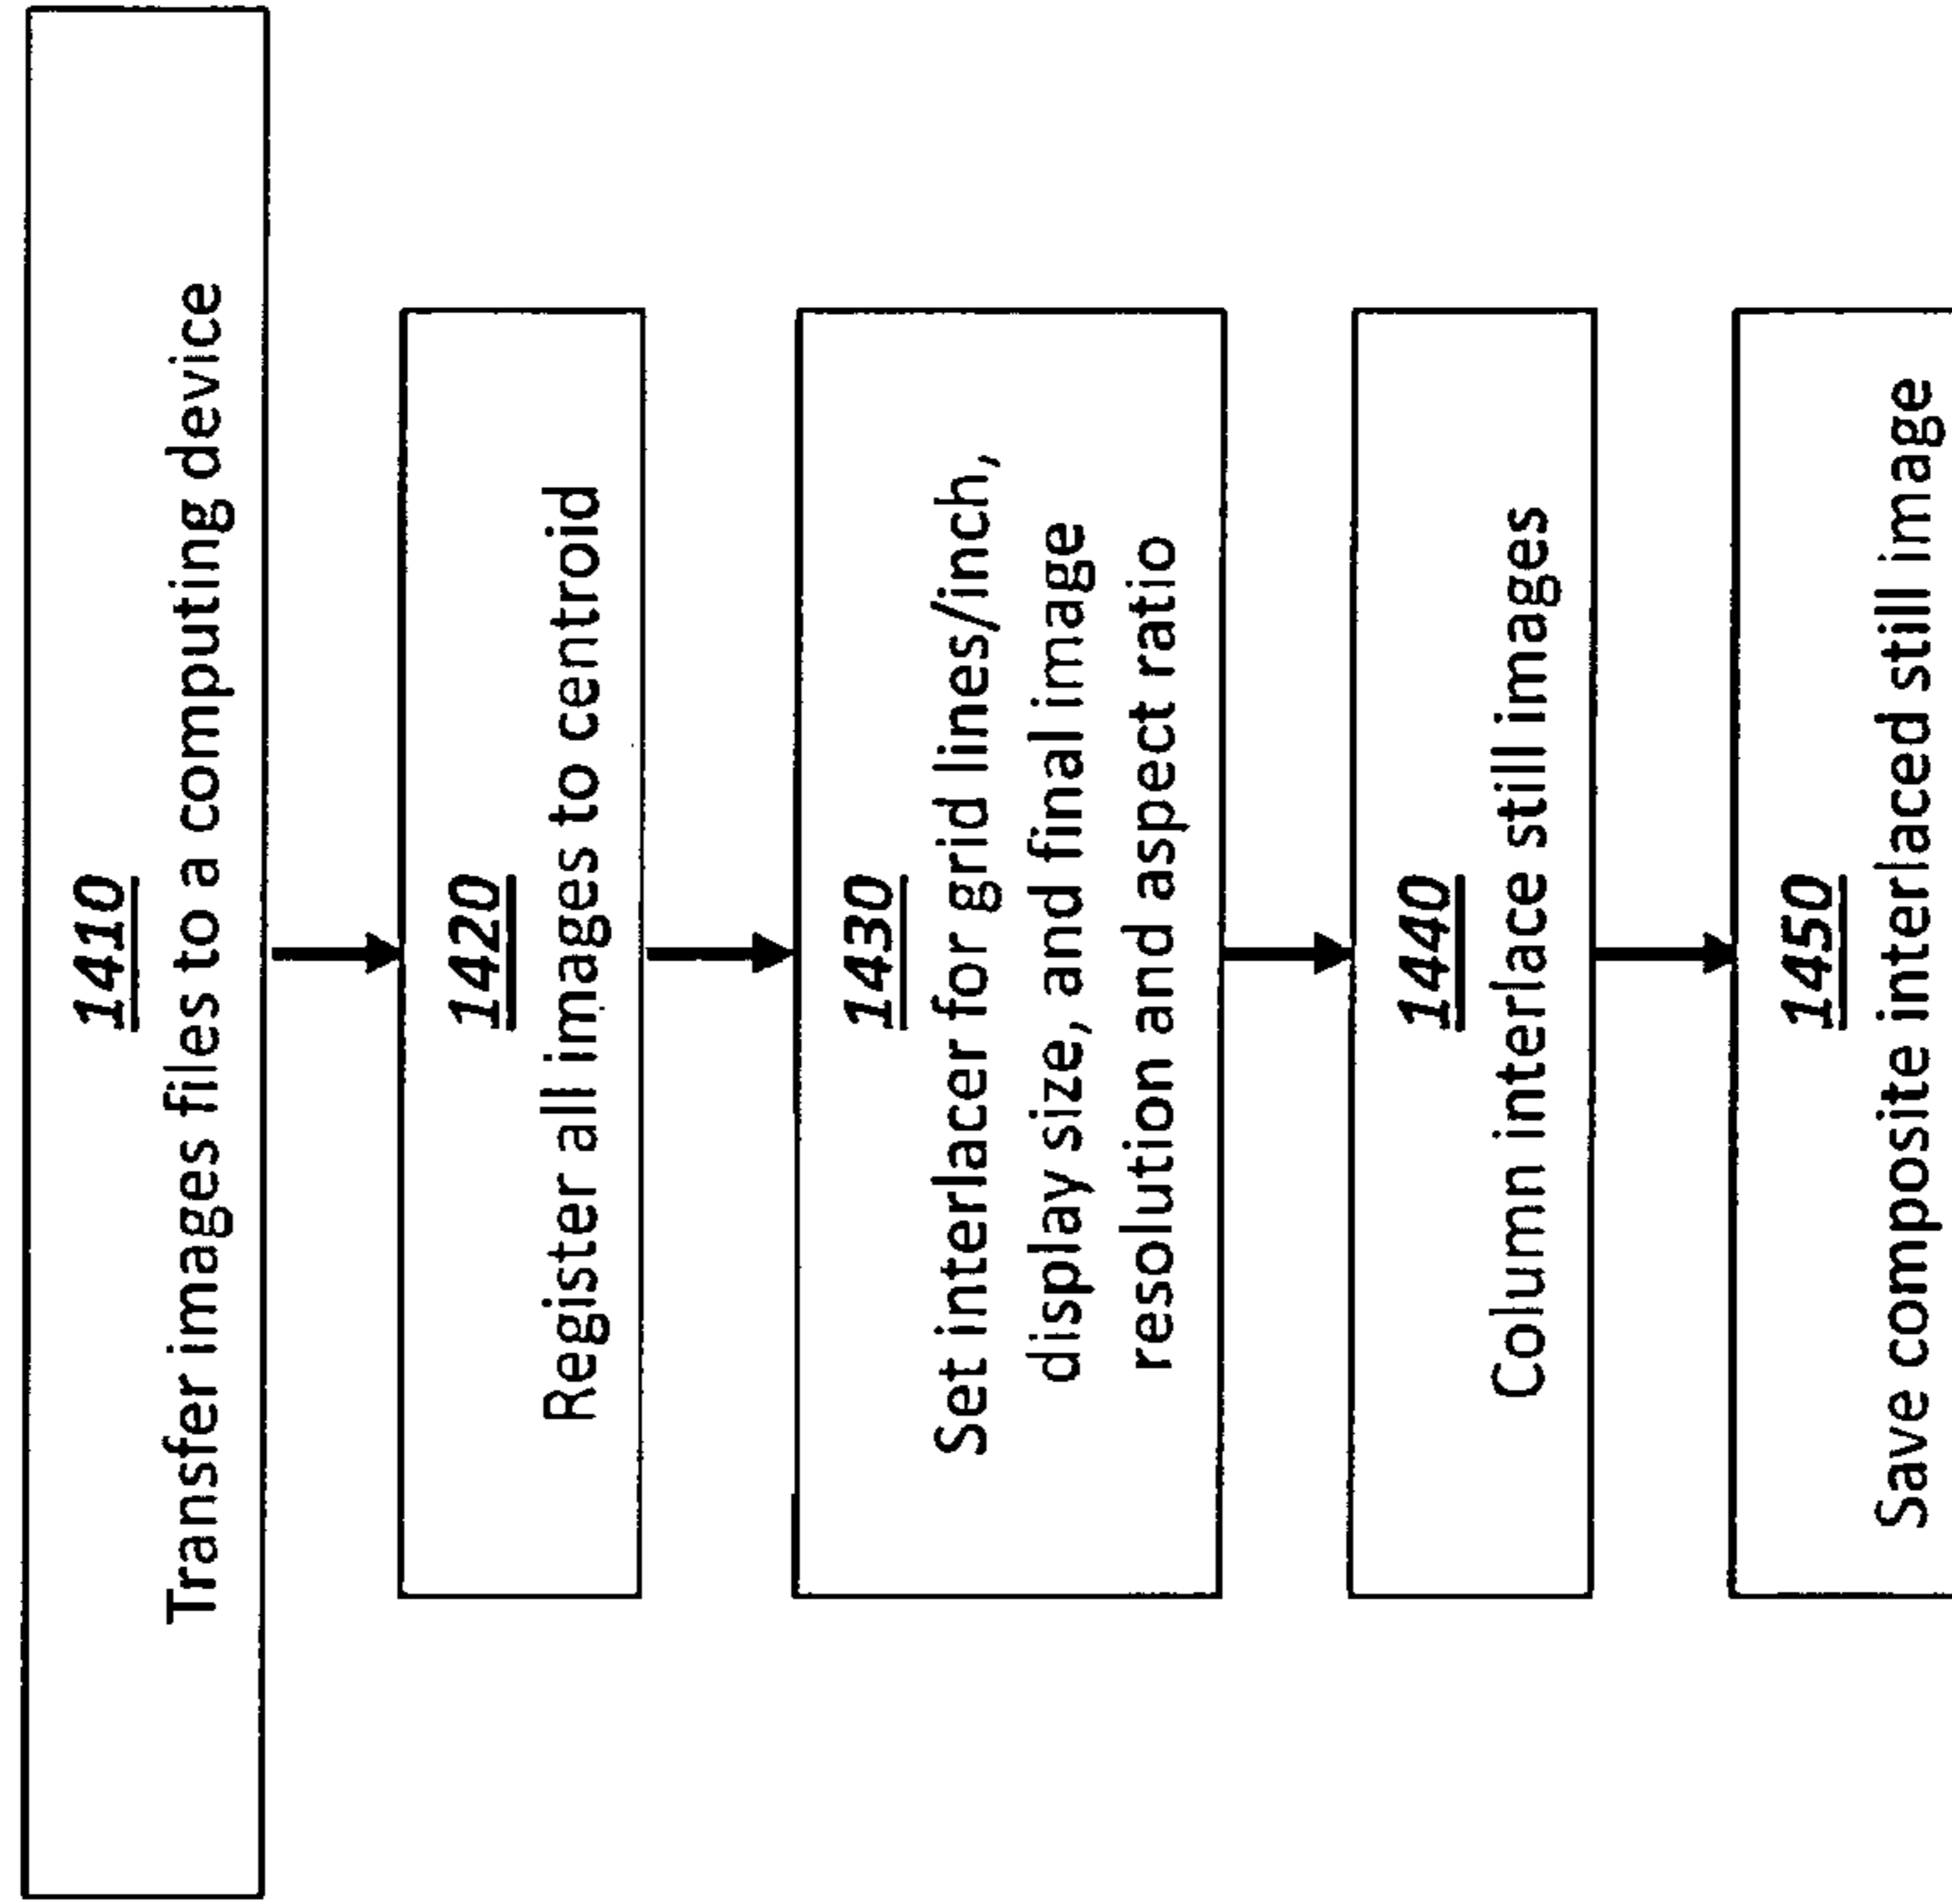 1410
Transfer images files to a computing device
1420
Register all images to centroid
1430
Set interlacer for grid lines/inch,
display size, and final image
resolution and aspect ratio
1440
Column interlace still images
1450
Save composite interlaced still image